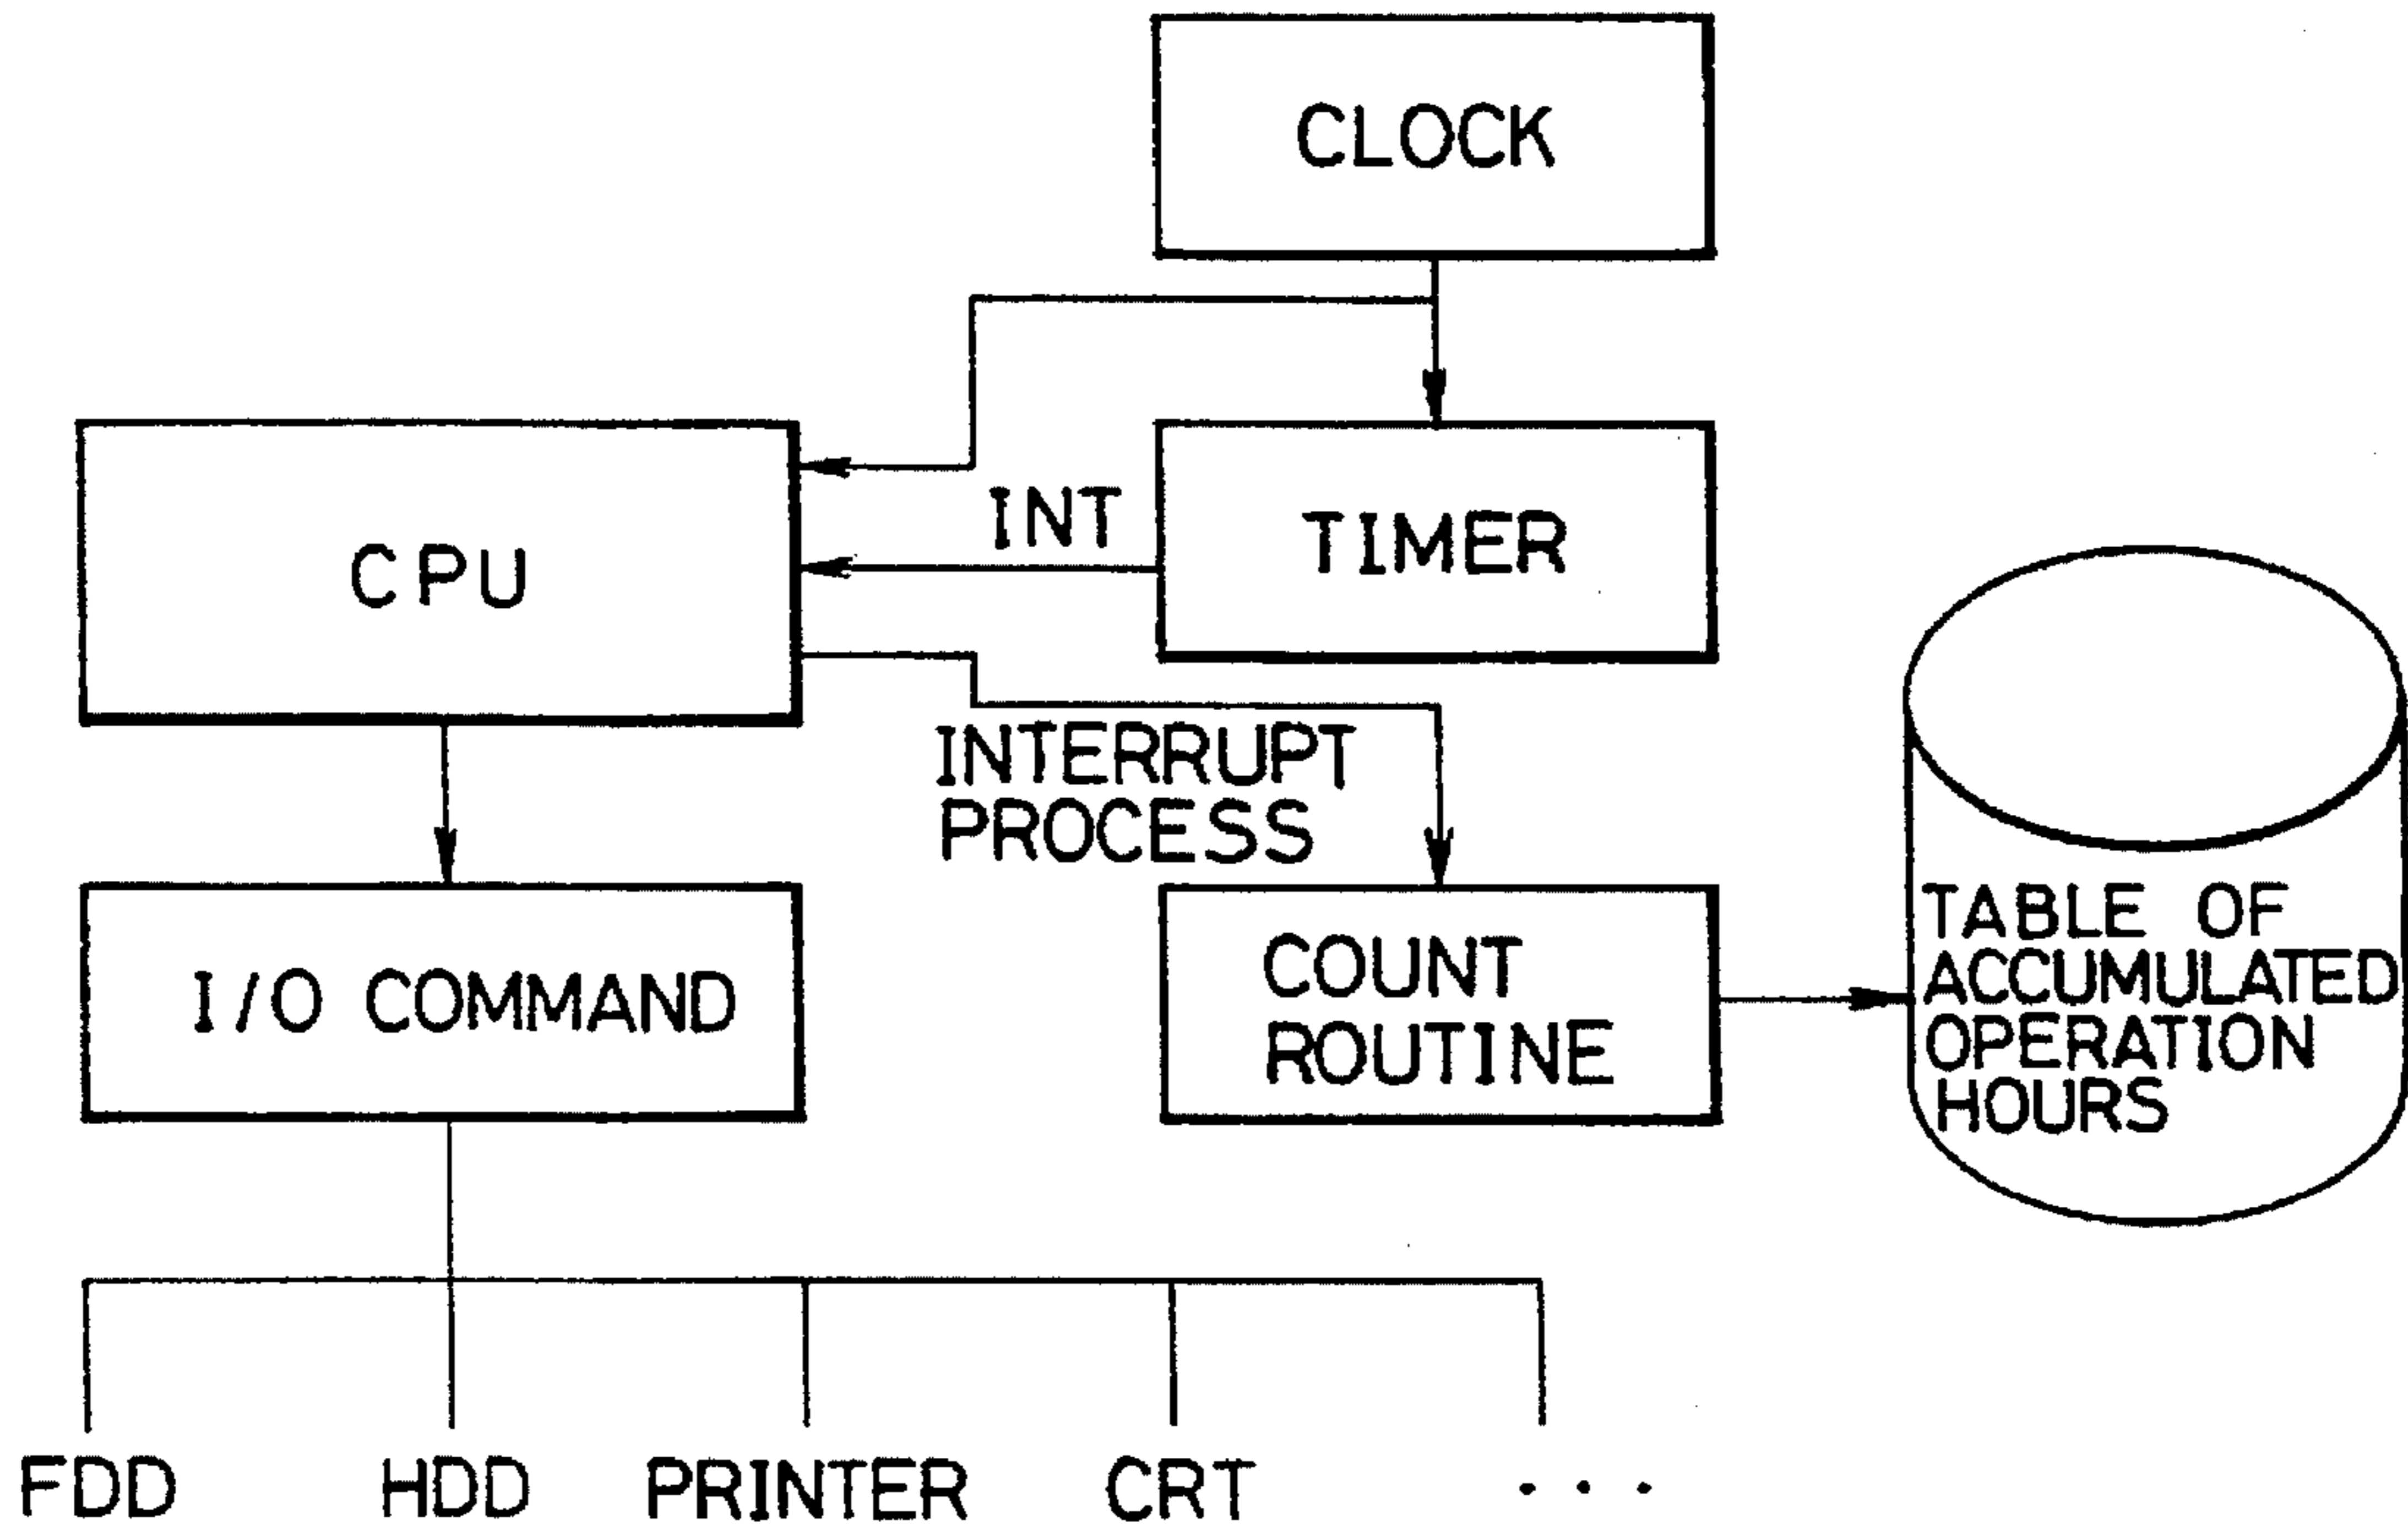 CLOCK
CPU
INT
TIMER
INTERRUPT
PROCESS
I/O COMMAND
COUNT
ROUTINE
TABLE OF
ACCUMULATED
OPERATION
HOURS
FDD HDD PRINTER CRT ...